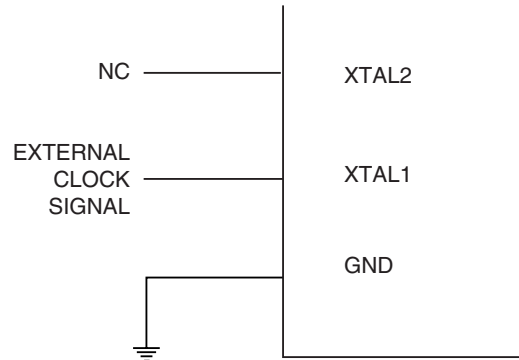 NC
XTAL2
EXTERNAL
CLOCK
SIGNAL
XTAL1
GND